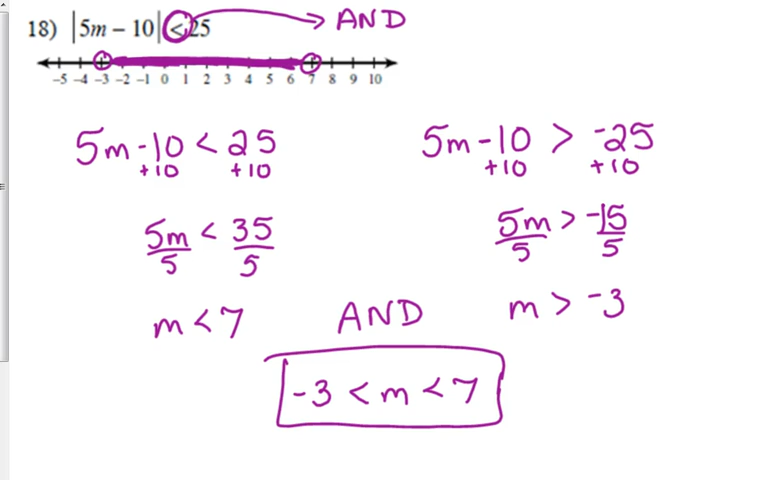 18) |5m − 10| < 25 → AND
-5 -4 -3 -2 -1 0 1 2 3 4 5 6 7 8 9 10
5m -10 < 25
+10 +10
5m < 35
5 5
m < 7
AND
5m -10 > -25
+10 +10
5m > -15
5 5
m > -3
-3 < m < 7